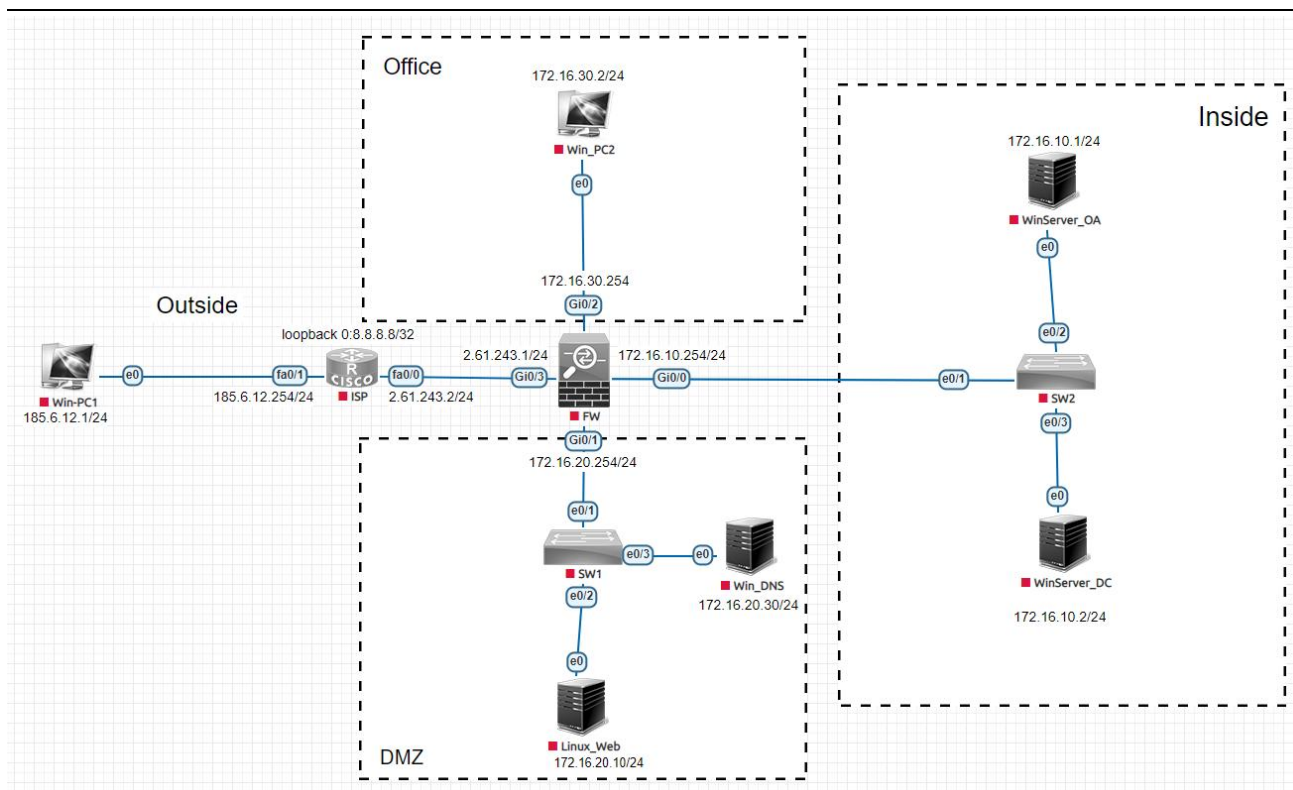 Office
172.16.30.2/24
Win_PC2
e0
172.16.30.254
Gi0/2
Inside
172.16.10.1/24
WinServer_OA
e0
e0/2
SW2
e0/1
e0/3
e0
WinServer_DC
172.16.10.2/24
Outside
loopback 0:8.8.8.8/32
Win-PC1
185.6.12.1/24
e0
fa0/1
185.6.12.254/24
R
CISCO
ISP
fa0/0
2.61.243.2/24
2.61.243.1/24
Gi0/3
FW
172.16.10.254/24
Gi0/0
Gi0/1
172.16.20.254/24
e0/1
SW1
e0/3
e0
Win_DNS
172.16.20.30/24
e0/2
e0
Linux_Web
172.16.20.10/24
DMZ